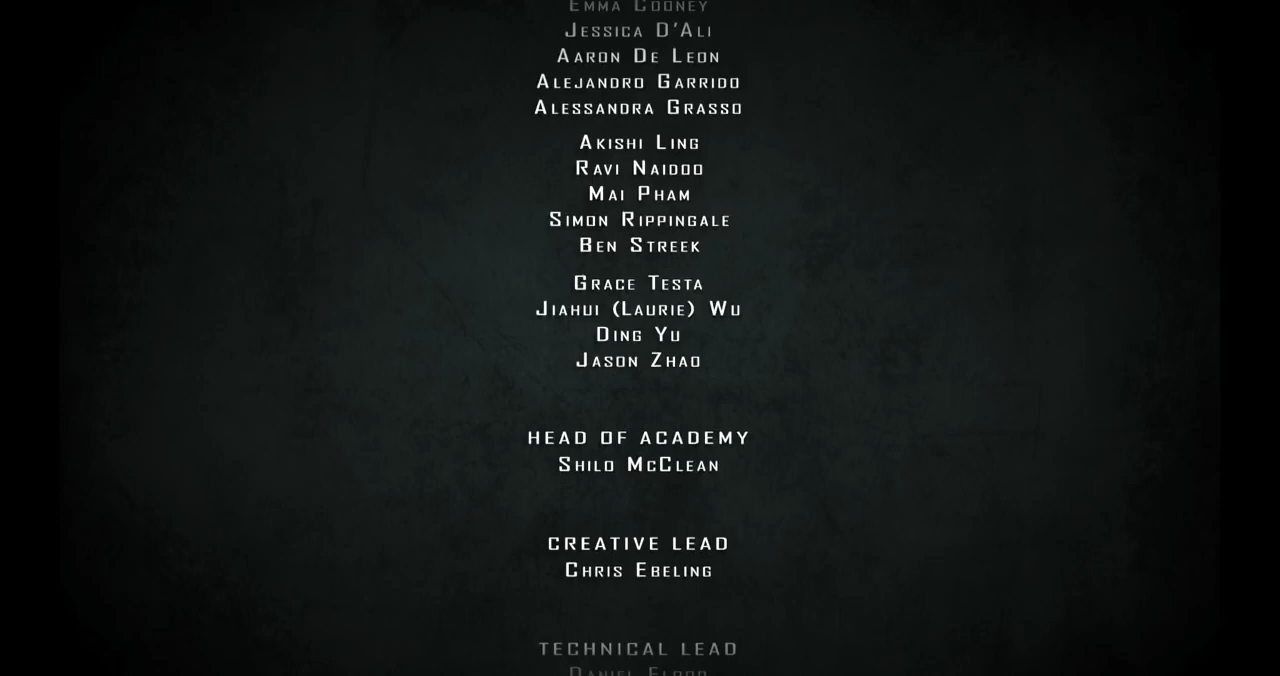 Emma Cooney
Jessica D'Ali
Aaron De Leon
Alejandro Garrido
Alessandra Grasso
Akishi Ling
Ravi Naidoo
Mai Pham
Simon Rippingale
Ben Streek
Grace Testa
Jiahui (Laurie) Wu
Ding Yu
Jason Zhao
HEAD OF ACADEMY
Shilo McClean
CREATIVE LEAD
Chris Ebeling
TECHNICAL LEAD
Daniel